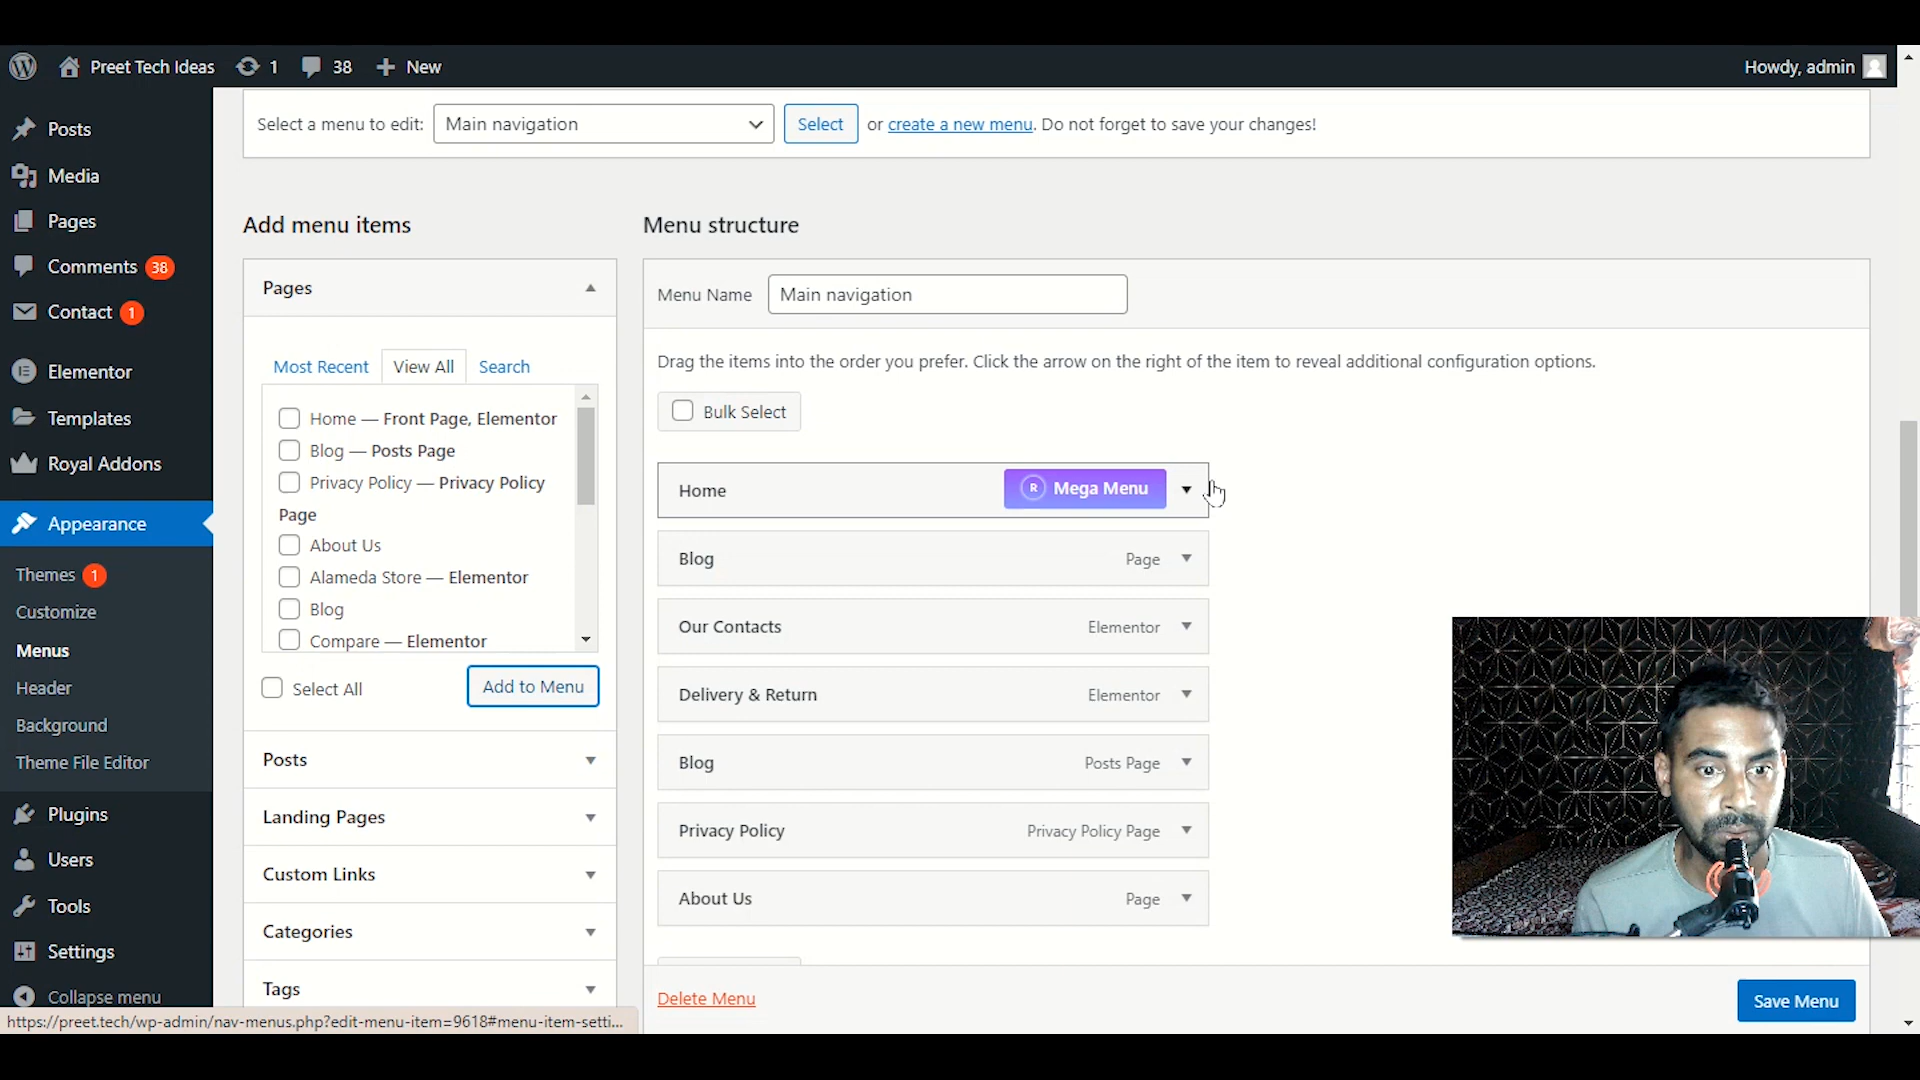 Preet Tech Ideas 1 38 New Howdy, admin
Select a menu to edit: Main navigation Select or create a new menu. Do not forget to save your changes!
Posts
Media
Pages
Comments 38
Contact 1
Elementor
Templates
Royal Addons
Appearance
Themes 1
Customize
Menus
Header
Background
Theme File Editor
Plugins
Users
Tools
Settings
Collapse menu
Add menu items
Pages
Most Recent View All Search
Home — Front Page, Elementor
Blog — Posts Page
Privacy Policy — Privacy Policy
Page
About Us
Alameda Store — Elementor
Blog
Compare — Elementor
Select All Add to Menu
Posts
Landing Pages
Custom Links
Categories
Tags
Menu structure
Menu Name Main navigation
Drag the items into the order you prefer. Click the arrow on the right of the item to reveal additional configuration options.
Bulk Select
Home R Mega Menu
Blog Page
Our Contacts Elementor
Delivery & Return Elementor
Blog Posts Page
Privacy Policy Privacy Policy Page
About Us Page
Delete Menu Save Menu
https://preet.tech/wp-admin/nav-menus.php?edit-menu-item=9618#menu-item-setti...